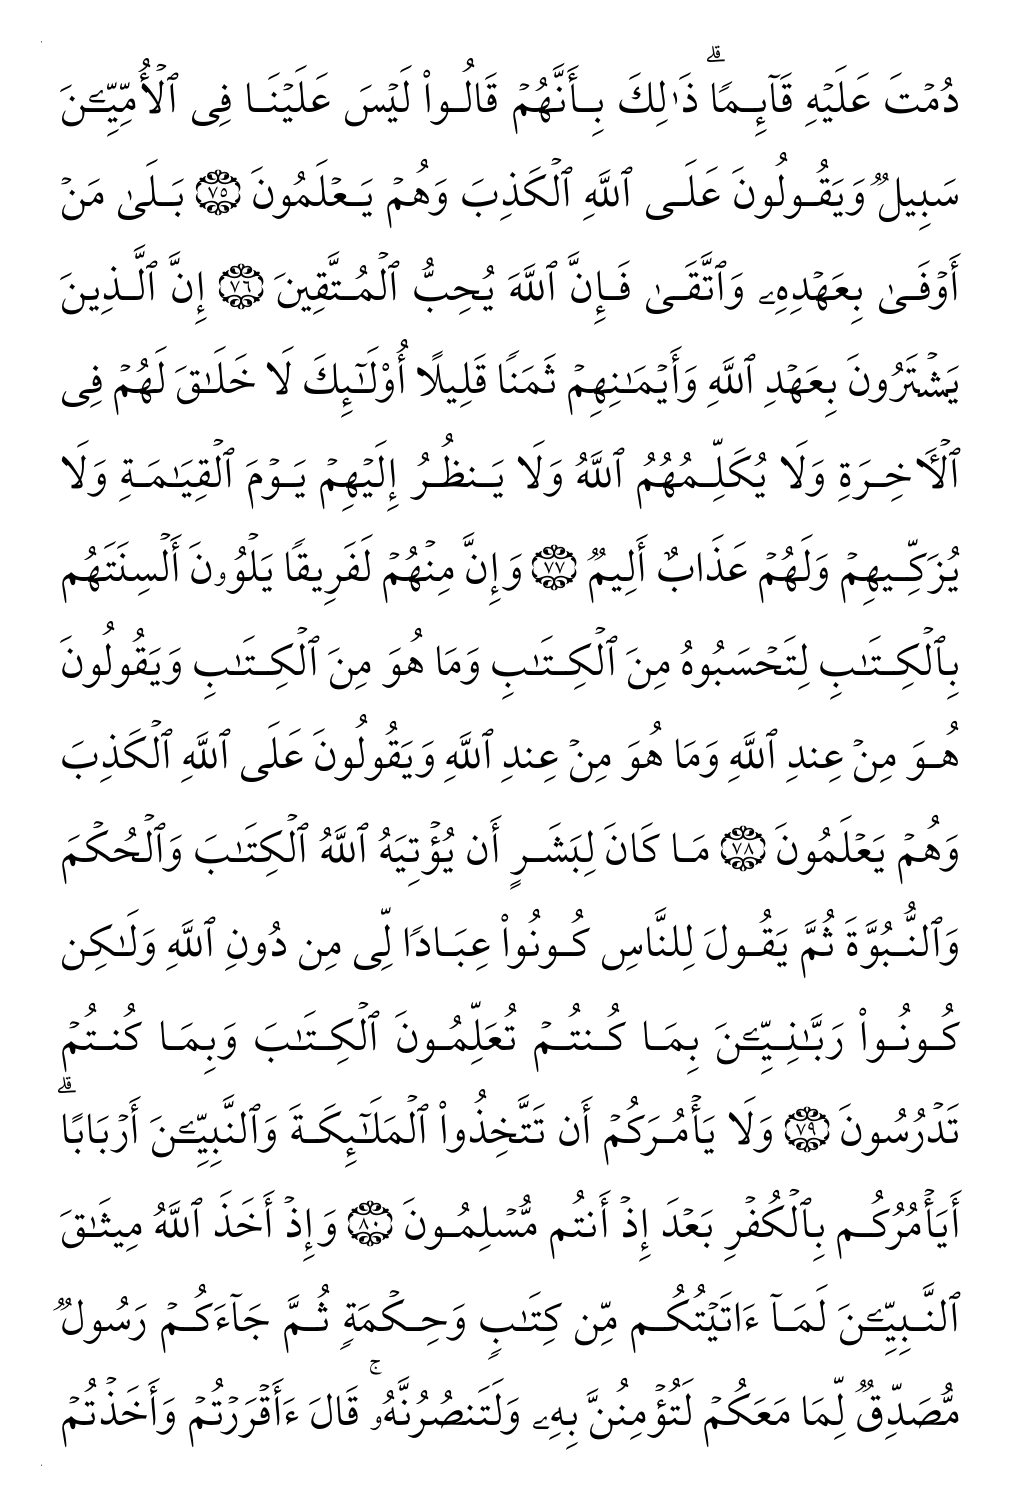 دُمۡتَ عَلَيۡهِ قَآئِمٗاۗ ذَٰلِكَ بِأَنَّهُمۡ قَالُواْ لَيۡسَ عَلَيۡنَا فِى ٱلۡأُمِّيِّـۧنَ
سَبِيلٞ وَيَقُولُونَ عَلَى ٱللَّهِ ٱلۡكَذِبَ وَهُمۡ يَعۡلَمُونَ ٧٥ بَلَىٰ مَنۡ
أَوۡفَىٰ بِعَهۡدِهِۦ وَٱتَّقَىٰ فَإِنَّ ٱللَّهَ يُحِبُّ ٱلۡمُتَّقِينَ ٧٦ إِنَّ ٱلَّذِينَ
يَشۡتَرُونَ بِعَهۡدِ ٱللَّهِ وَأَيۡمَٰنِهِمۡ ثَمَنٗا قَلِيلًا أُوْلَٰٓئِكَ لَا خَلَٰقَ لَهُمۡ فِى
ٱلۡأٓخِرَةِ وَلَا يُكَلِّمُهُمُ ٱللَّهُ وَلَا يَنظُرُ إِلَيۡهِمۡ يَوۡمَ ٱلۡقِيَٰمَةِ وَلَا
يُزَكِّيهِمۡ وَلَهُمۡ عَذَابٌ أَلِيمٞ ٧٧ وَإِنَّ مِنۡهُمۡ لَفَرِيقٗا يَلۡوُۥنَ أَلۡسِنَتَهُم
بِٱلۡكِتَٰبِ لِتَحۡسَبُوهُ مِنَ ٱلۡكِتَٰبِ وَمَا هُوَ مِنَ ٱلۡكِتَٰبِ وَيَقُولُونَ
هُوَ مِنۡ عِندِ ٱللَّهِ وَمَا هُوَ مِنۡ عِندِ ٱللَّهِ وَيَقُولُونَ عَلَى ٱللَّهِ ٱلۡكَذِبَ
وَهُمۡ يَعۡلَمُونَ ٧٨ مَا كَانَ لِبَشَرٍ أَن يُؤۡتِيَهُ ٱللَّهُ ٱلۡكِتَٰبَ وَٱلۡحُكۡمَ
وَٱلنُّبُوَّةَ ثُمَّ يَقُولَ لِلنَّاسِ كُونُواْ عِبَادٗا لِّى مِن دُونِ ٱللَّهِ وَلَٰكِن
كُونُواْ رَبَّٰنِيِّـۧنَ بِمَا كُنتُمۡ تُعَلِّمُونَ ٱلۡكِتَٰبَ وَبِمَا كُنتُمۡ
تَدۡرُسُونَ ٧٩ وَلَا يَأۡمُرَكُمۡ أَن تَتَّخِذُواْ ٱلۡمَلَٰٓئِكَةَ وَٱلنَّبِيِّـۧنَ أَرۡبَابًاۗ
أَيَأۡمُرُكُم بِٱلۡكُفۡرِ بَعۡدَ إِذۡ أَنتُم مُّسۡلِمُونَ ٨٠ وَإِذۡ أَخَذَ ٱللَّهُ مِيثَٰقَ
ٱلنَّبِيِّـۧنَ لَمَآ ءَاتَيۡتُكُم مِّن كِتَٰبٖ وَحِكۡمَةٖ ثُمَّ جَآءَكُمۡ رَسُولٞ
مُّصَدِّقٞ لِّمَا مَعَكُمۡ لَتُؤۡمِنُنَّ بِهِۦ وَلَتَنصُرُنَّهُۥۚ قَالَ ءَأَقۡرَرۡتُمۡ وَأَخَذۡتُمۡ